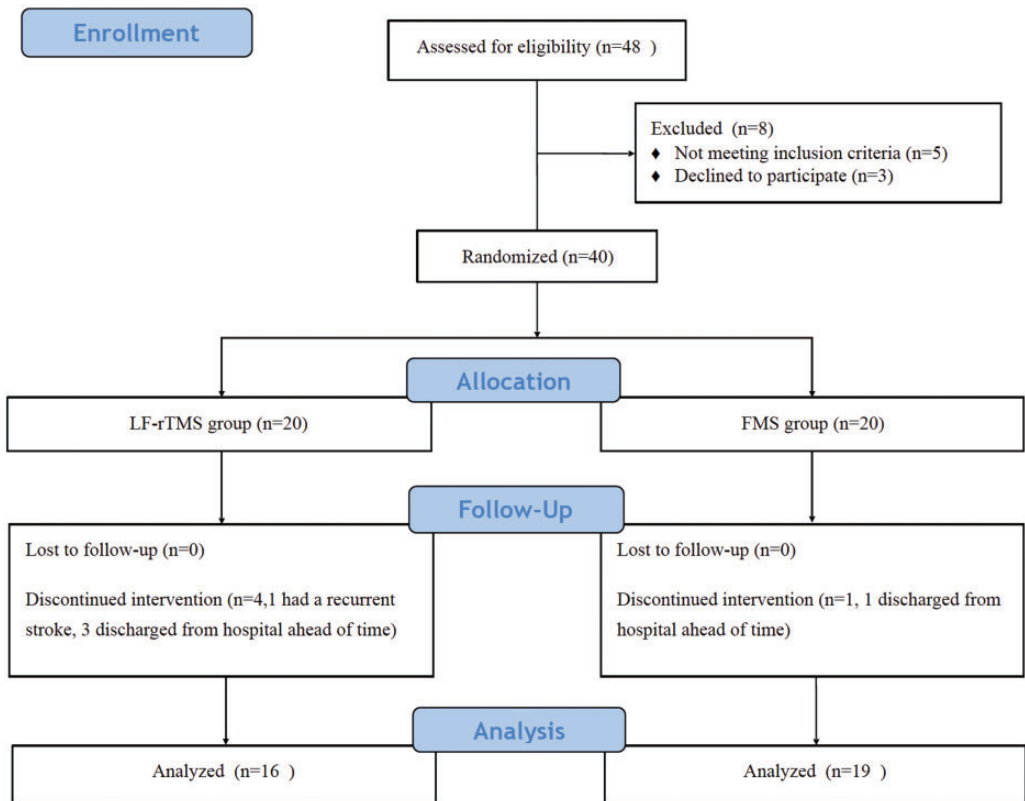 Enrollment
Assessed for eligibility (n=48 )
Excluded (n=8)
♦ Not meeting inclusion criteria (n=5)
♦ Declined to participate (n=3)
Randomized (n=40)
Allocation
LF-rTMS group (n=20)
FMS group (n=20)
Follow-Up
Lost to follow-up (n=0)
Discontinued intervention (n=4,1 had a recurrent
stroke, 3 discharged from hospital ahead of time)
Lost to follow-up (n=0)
Discontinued intervention (n=1, 1 discharged from
hospital ahead of time)
Analysis
Analyzed (n=16 )
Analyzed (n=19 )